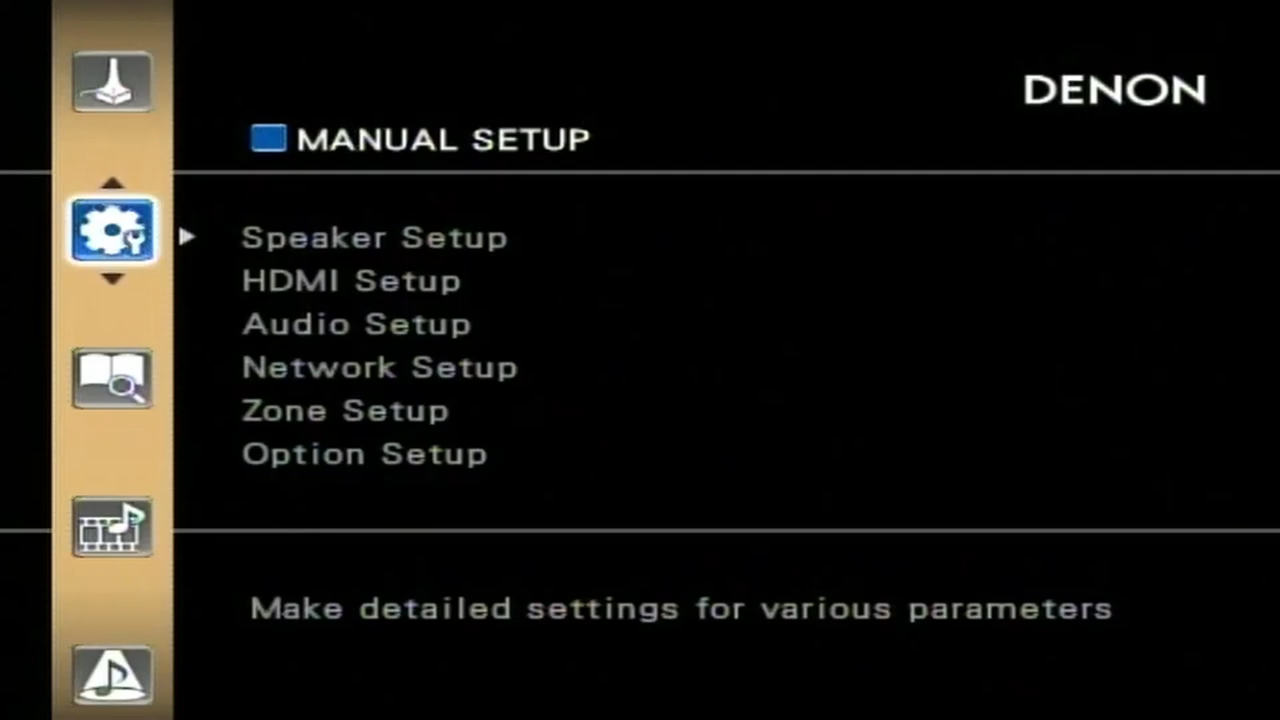 DENON
MANUAL SETUP
Speaker Setup
HDMI Setup
Audio Setup
Network Setup
Zone Setup
Option Setup
Make detailed settings for various parameters